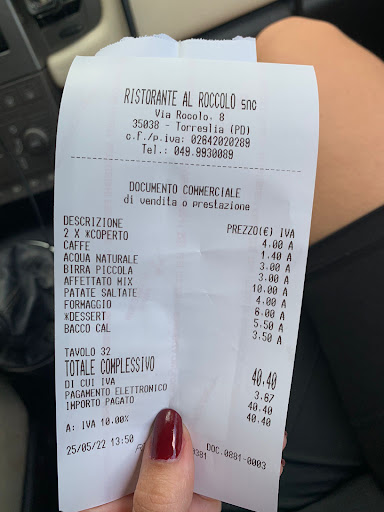 RISTORANTE AL ROCCOLO snc
Via Rocolo, 8
35038 - Torreglia (PD)
c.f./p.iva: 02642020289
Tel.: 049.9930089
DOCUMENTO COMMERCIALE
di vendita o prestazione
DESCRIZIONE PREZZO(€) IVA
2 X *COPERTO 4.00 A
CAFFE 1.40 A
ACQUA NATURALE 3.00 A
BIRRA PICCOLA 3.00 A
AFFETTATO MIX 10.00 A
PATATE SALTATE 4.00 A
FORMAGGIO 6.00 A
*DESSERT 5.50 A
BACCO CAL 3.50 A
TAVOLO 32
TOTALE COMPLESSIVO 40.40
DI CUI IVA 3.67
PAGAMENTO ELETTRONICO 40.40
IMPORTO PAGATO 40.40
A: IVA 10.00%
25/05/22 13:50 DOC.0881-0003